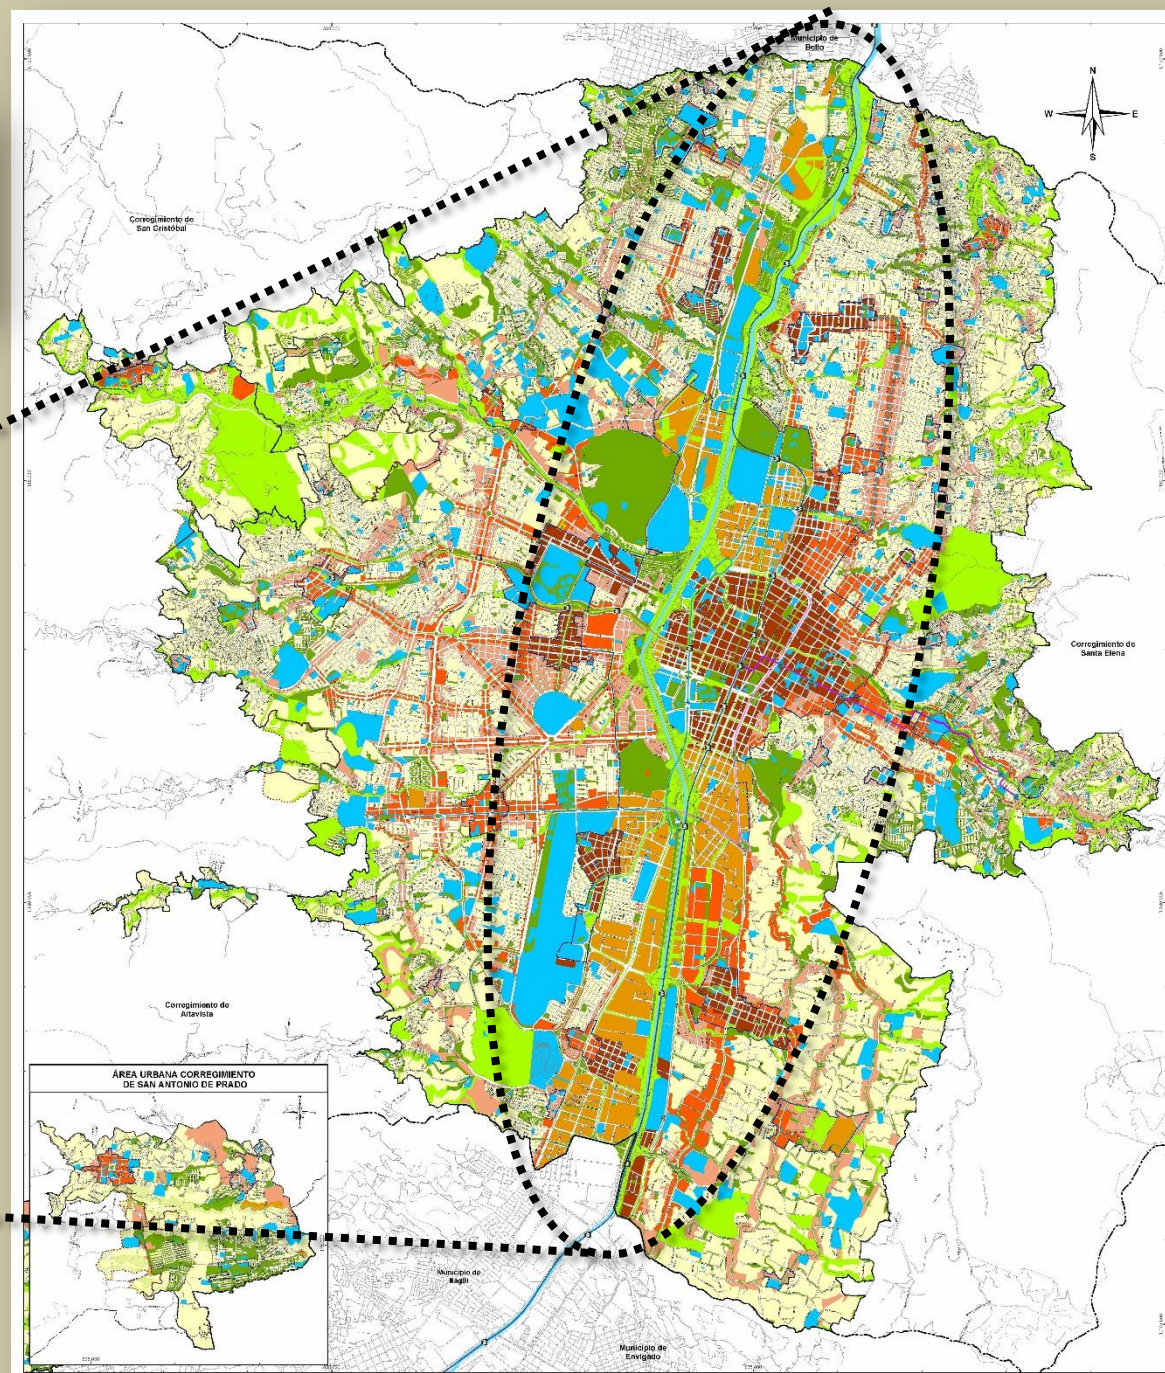 Municipio de
Bello
N
W
E
S
Corregimiento de
San Cristóbal
Corregimiento de
Santa Elena
Corregimiento de
Altavista
ÁREA URBANA CORREGIMIENTO
DE SAN ANTONIO DE PRADO
Municipio de
Itagüí
Municipio de
Envigado